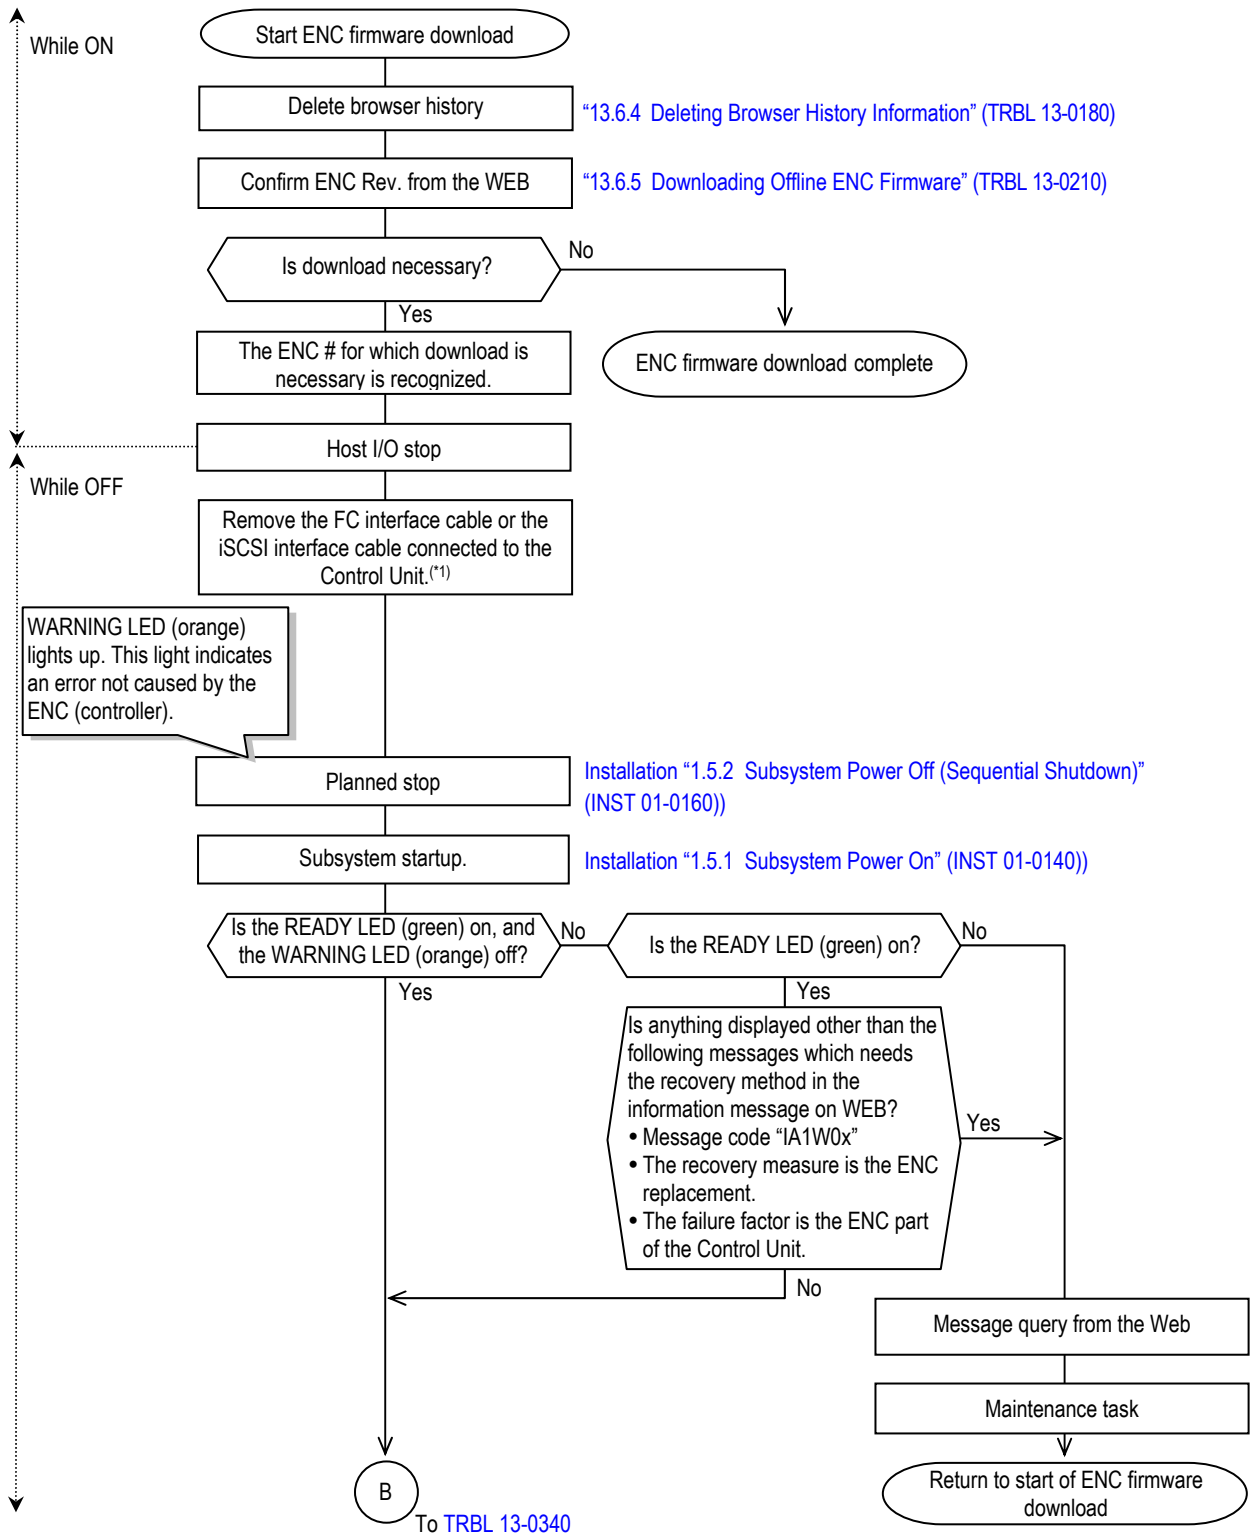 While ON
Start ENC firmware download
Delete browser history
“13.6.4 Deleting Browser History Information” (TRBL 13-0180)
Confirm ENC Rev. from the WEB
“13.6.5 Downloading Offline ENC Firmware” (TRBL 13-0210)
Is download necessary?
No
Yes
The ENC # for which download is
necessary is recognized.
ENC firmware download complete
Host I/O stop
While OFF
Remove the FC interface cable or the
iSCSI interface cable connected to the
Control Unit.(*1)
WARNING LED (orange)
lights up. This light indicates
an error not caused by the
ENC (controller).
Planned stop
Installation “1.5.2 Subsystem Power Off (Sequential Shutdown)”
(INST 01-0160))
Subsystem startup.
Installation “1.5.1 Subsystem Power On” (INST 01-0140))
Is the READY LED (green) on, and
the WARNING LED (orange) off?
No
Is the READY LED (green) on?
No
Yes
Yes
Is anything displayed other than the
following messages which needs
the recovery method in the
information message on WEB?
• Message code “IA1W0x”
• The recovery measure is the ENC
replacement.
• The failure factor is the ENC part
of the Control Unit.
Yes
No
Message query from the Web
Maintenance task
Return to start of ENC firmware
download
B
To TRBL 13-0340